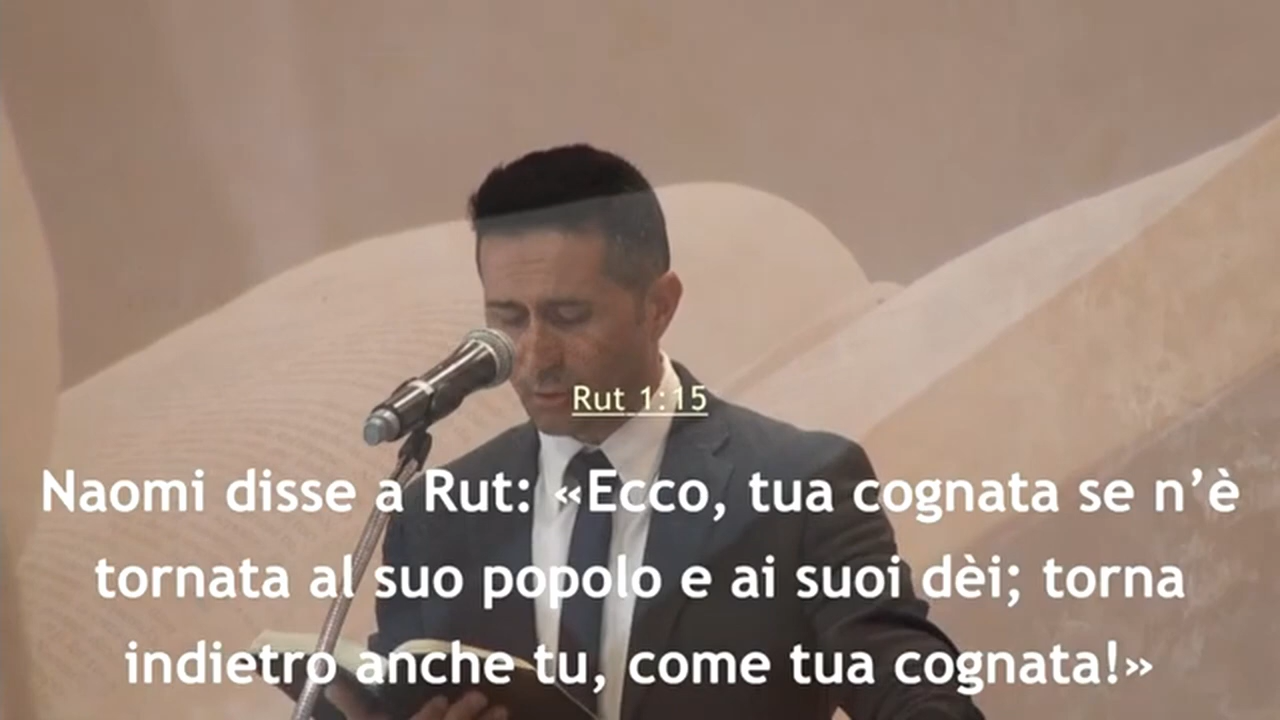 Rut 1:15
Naomi disse a Rut: «Ecco, tua cognata se n’è
tornata al suo popolo e ai suoi dèi; torna
indietro anche tu, come tua cognata!»